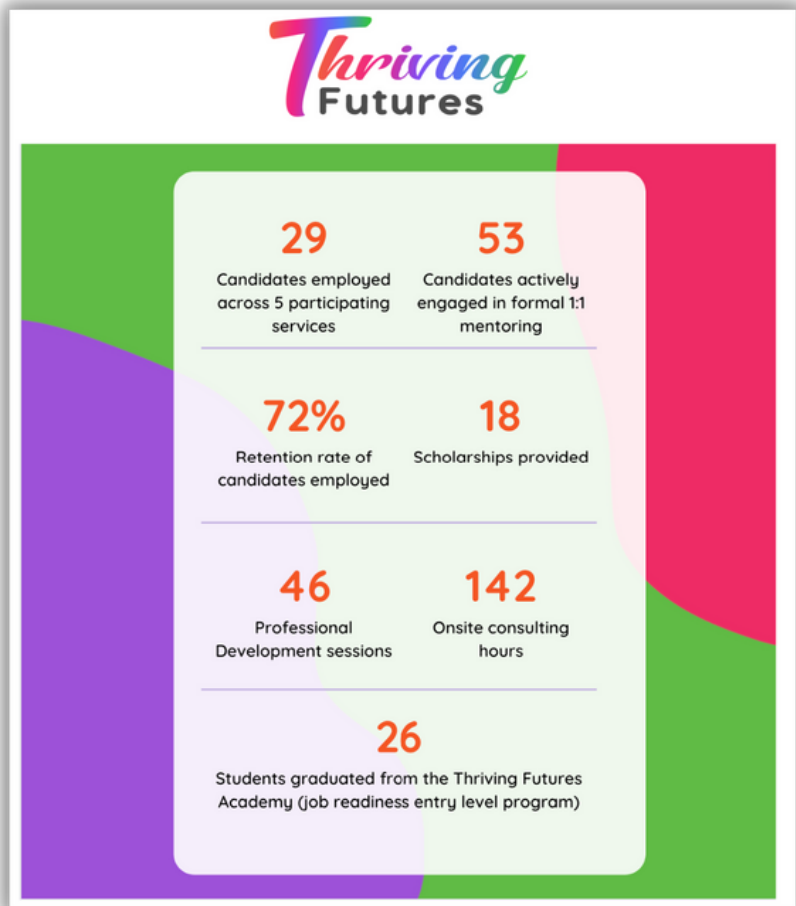 Thriving
Futures
29
Candidates employed
across 5 participating
services
53
Candidates actively
engaged in formal 1:1
mentoring
72%
Retention rate of
candidates employed
18
Scholarships provided
46
Professional
Development sessions
142
Onsite consulting
hours
26
Students graduated from the Thriving Futures
Academy (job readiness entry level program)